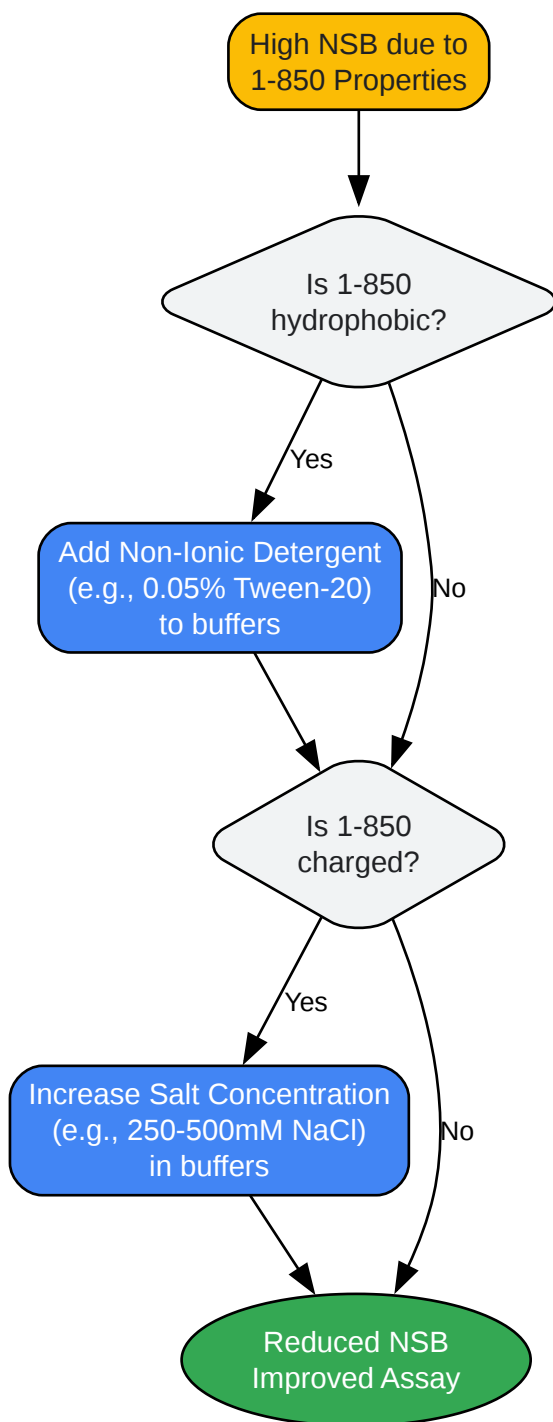 High NSB due to
1-850 Properties
Is 1-850
hydrophobic?
Yes
Add Non-Ionic Detergent
(e.g., 0.05% Tween-20)
to buffers
No
Is 1-850
charged?
Yes
Increase Salt Concentration
(e.g., 250-500mM NaCl)
in buffers
No
Reduced NSB
Improved Assay